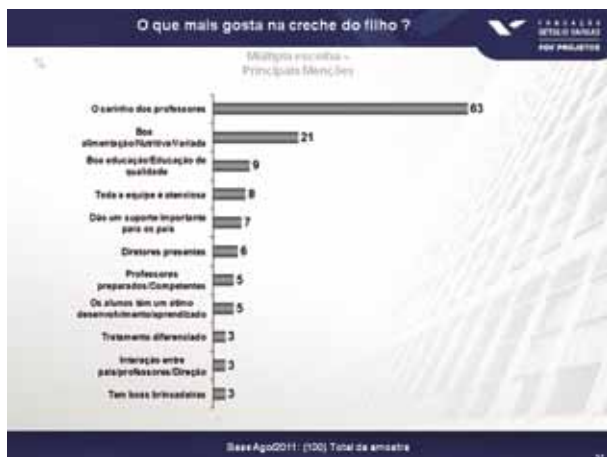 O que mais gosta na creche do filho ?
FUNDAÇÃO
GETULIO VARGAS
FGV PROJETOS
%
Múltipla escolha –
Principais Menções
O carinho dos professores 63
Boa
alimentação/Nutritiva/Variada 21
Boa educação/Educação de
qualidade 9
Toda a equipe é atenciosa 8
Dão um suporte importante
para os pais 7
Diretores presentes 6
Professores
preparados/Competentes 5
Os alunos têm um ótimo
desenvolvimento/aprendizado 5
Tratamento diferenciado 3
Interação entre
pais/professores/Direção 3
Tem boas brincadeiras 3
Base Ago/2011: (100) Total da amostra